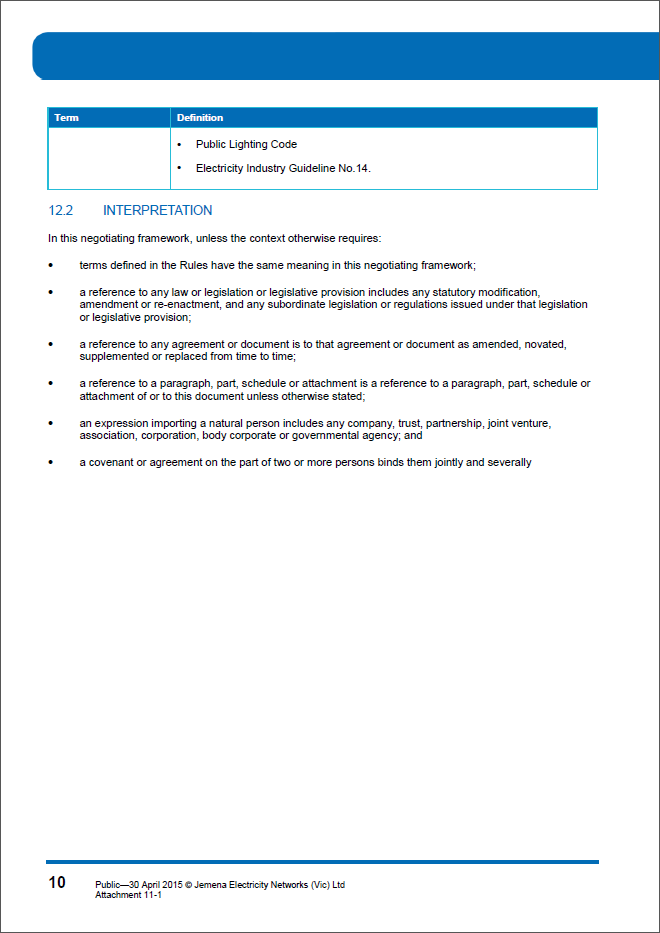 Term Definition
• Public Lighting Code
• Electricity Industry Guideline No.14.
12.2 INTERPRETATION
In this negotiating framework, unless the context otherwise requires:
• terms defined in the Rules have the same meaning in this negotiating framework;
• a reference to any law or legislation or legislative provision includes any statutory modification,
amendment or re-enactment, and any subordinate legislation or regulations issued under that legislation
or legislative provision;
• a reference to any agreement or document is to that agreement or document as amended, novated,
supplemented or replaced from time to time;
• a reference to a paragraph, part, schedule or attachment is a reference to a paragraph, part, schedule or
attachment of or to this document unless otherwise stated;
• an expression importing a natural person includes any company, trust, partnership, joint venture,
association, corporation, body corporate or governmental agency; and
• a covenant or agreement on the part of two or more persons binds them jointly and severally
10 Public—30 April 2015 © Jemena Electricity Networks (Vic) Ltd
Attachment 11-1